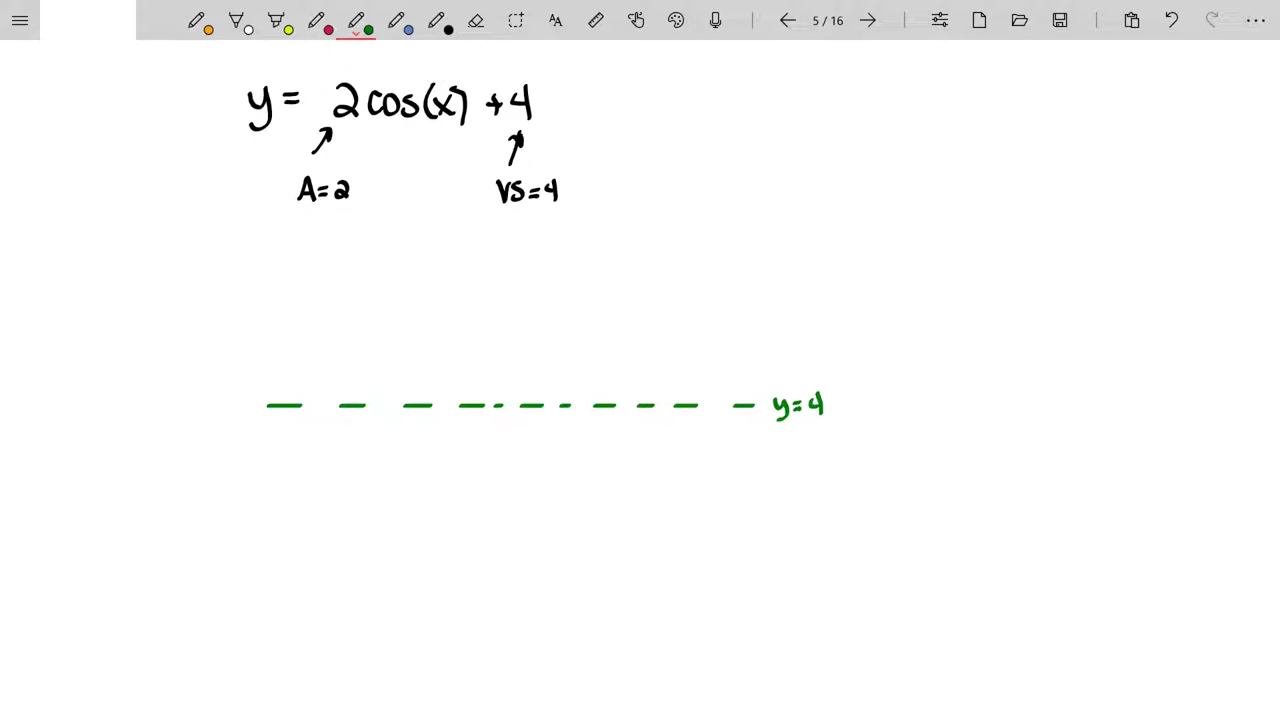 5 / 16
y = 2cos(x) +4
A=2 VS=4
y=4